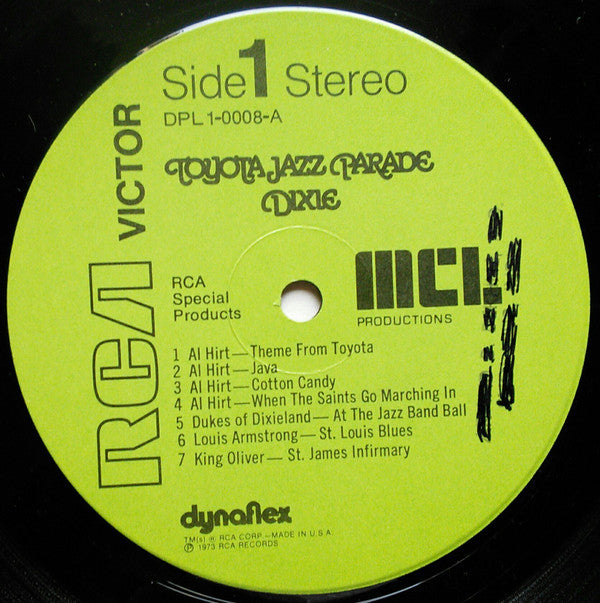 Side 1 Stereo
DPL 1-0008-A
TOYOTA JAZZ PARADE
DIXIE
RCA VICTOR
RCA
Special
Products
MCI.
PRODUCTIONS
1 Al Hirt—Theme From Toyota
2 Al Hirt—Java
3 Al Hirt—Cotton Candy
4 Al Hirt—When The Saints Go Marching In
5 Dukes of Dixieland—At The Jazz Band Ball
6 Louis Armstrong—St. Louis Blues
7 King Oliver—St. James Infirmary
dynaflex
TM(s) ® RCA CORP.—MADE IN U.S.A.
℗ 1973 RCA RECORDS